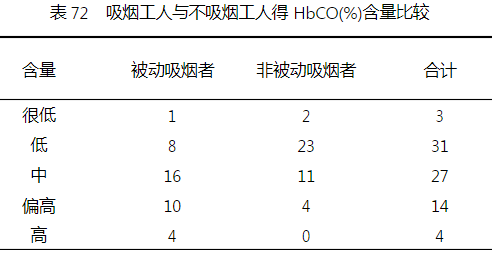 表 72 吸烟工人与不吸烟工人得 HbCO(%)含量比较
含量 被动吸烟者 非被动吸烟者 合计
很低 1 2 3
低 8 23 31
中 16 11 27
偏高 10 4 14
高 4 0 4